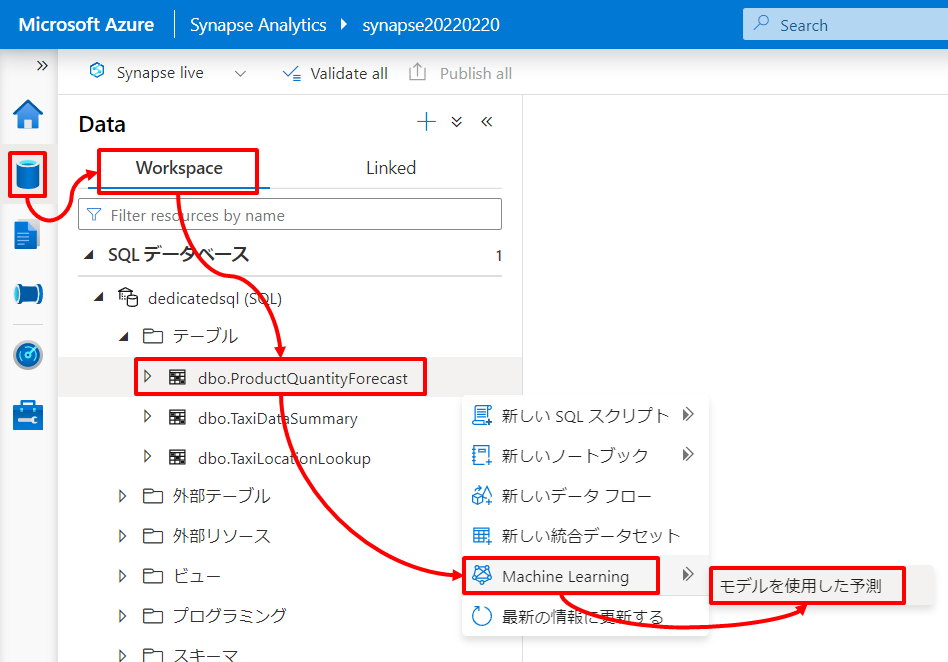 Microsoft Azure
Synapse Analytics
synapse20220220
Search
Synapse live
Validate all
Publish all
Data
Workspace
Linked
Filter resources by name
SQL データベース
1
dedicatedsql (SQL)
テーブル
dbo.ProductQuantityForecast
dbo.TaxiDataSummary
dbo.TaxiLocationLookup
外部テーブル
外部リソース
ビュー
プログラミング
スキーマ
新しい SQL スクリプト
新しいノートブック
新しいデータ フロー
新しい統合データセット
Machine Learning
モデルを使用した予測
最新の情報に更新する